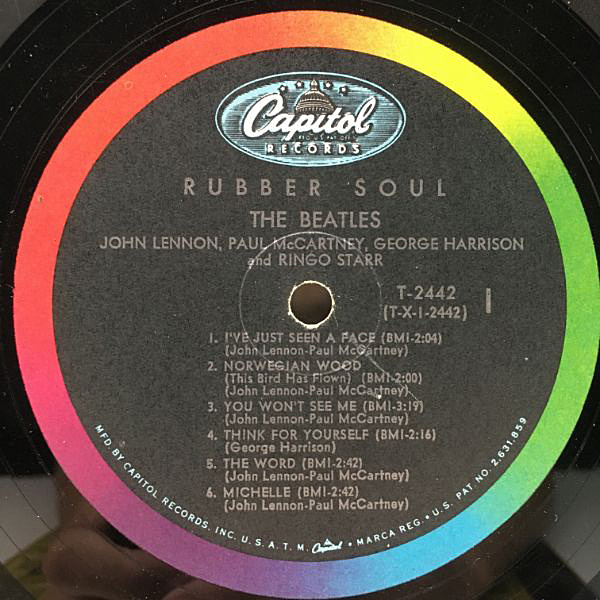 Capitol
REG. U.S. PAT. OFF.
RECORDS
RUBBER SOUL
THE BEATLES
JOHN LENNON, PAUL McCARTNEY, GEORGE HARRISON
and RINGO STARR
T-2442 1
(T-X-1-2442)
1. I'VE JUST SEEN A FACE (BMI-2:04)
(John Lennon-Paul McCartney)
2. NORWEGIAN WOOD
(This Bird Has Flown) (BMI-2:00)
(John Lennon-Paul McCartney)
3. YOU WON'T SEE ME (BMI-3:19)
(John Lennon-Paul McCartney)
4. THINK FOR YOURSELF (BMI-2:16)
(George Harrison)
5. THE WORD (BMI-2:42)
(John Lennon-Paul McCartney)
6. MICHELLE (BMI-2:42)
(John Lennon-Paul McCartney)
MFD. BY CAPITOL RECORDS, INC. U.S.A. T.M. Capitol • MARCA REG. • U.S. PAT. NO. 2,631,859